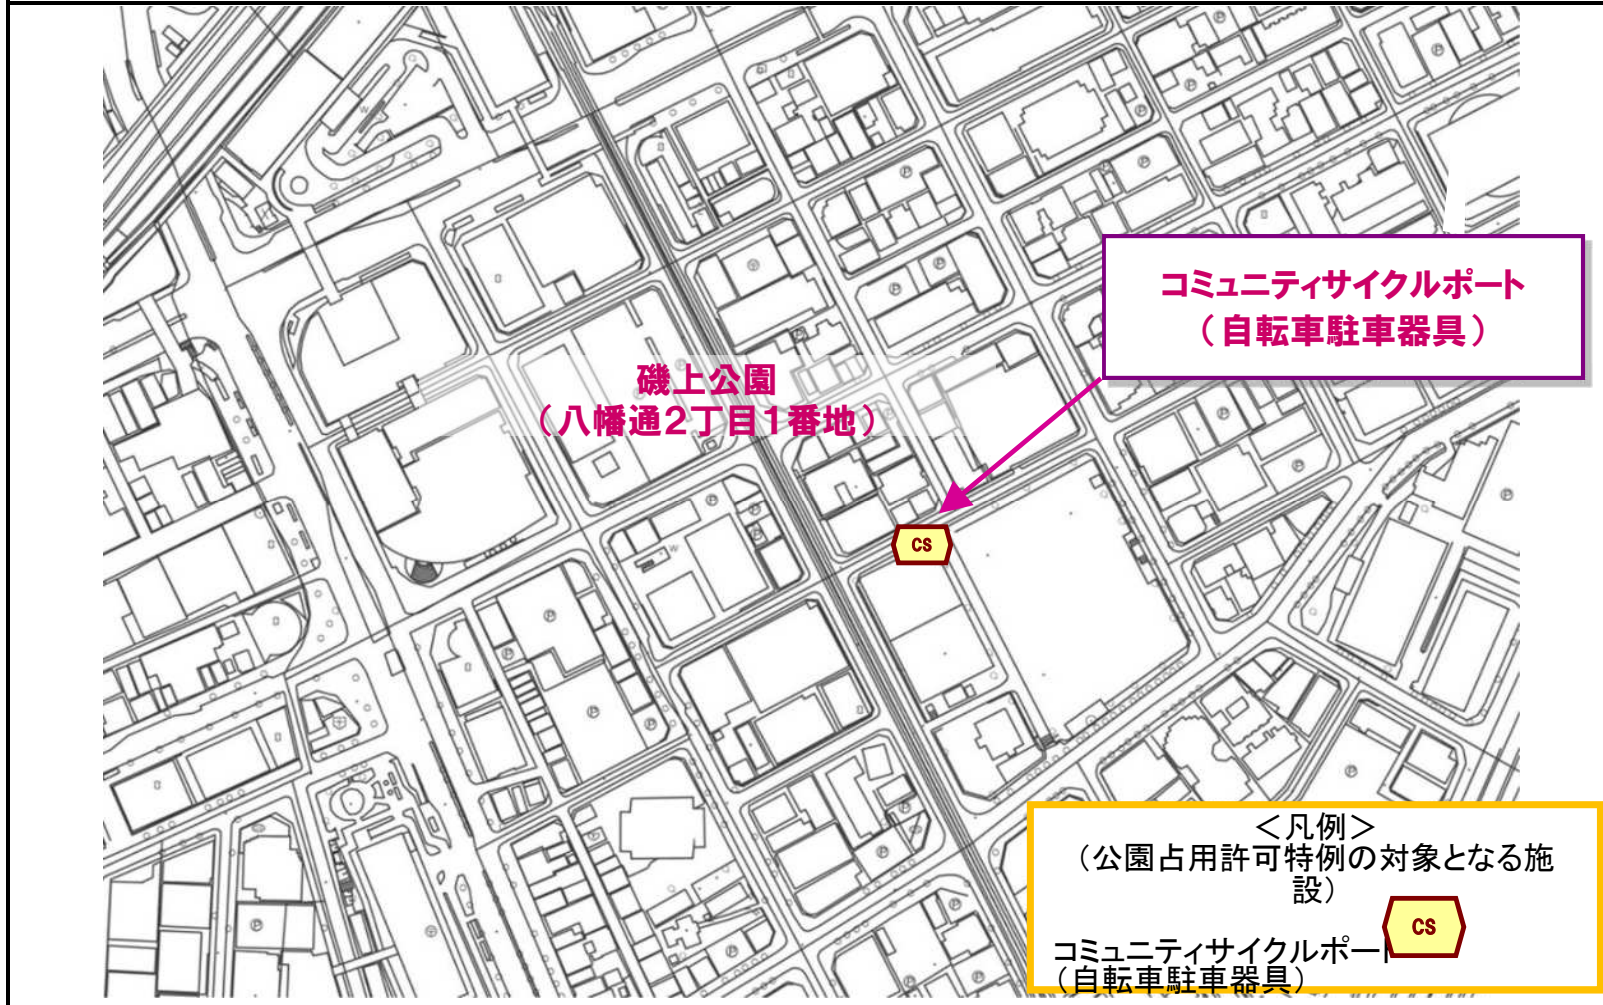 コミュニティサイクルポート
（自転車駐車器具）
磯上公園
（八幡通２丁目１番地）
CS
＜凡例＞
（公園占用許可特例の対象となる施
設）
CS
コミュニティサイクルポート
（自転車駐車器具）